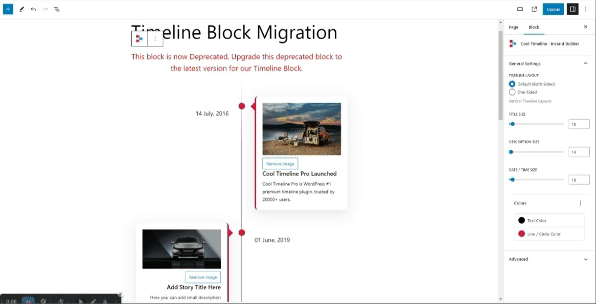 Update
Timeline Block Migration
This block is now Deprecated. Upgrade this deprecated block to
the latest version for our Timeline Block.
14 July, 2016
Remove Image
Cool Timeline Pro Launched
Cool Timeline Pro is WordPress #1
premium timeline plugin, trusted by
20000+ users.
01 June, 2019
Remove Image
Add Story Title Here
Here you can add small description
Page
Block
Cool Timeline - Instant Builder
General Settings
TIMELINE LAYOUT
Default (Both Sided)
One Sided
Vertical Timeline Layouts
TITLE SIZE
18
DESCRIPTION SIZE
14
DATE / TIME SIZE
16
Colors
Text Color
Line / Circle Color
Advanced